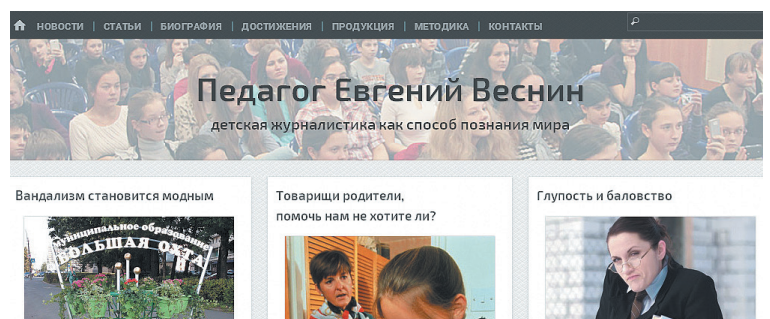 НОВОСТИ | СТАТЬИ | БИОГРАФИЯ | ДОСТИЖЕНИЯ | ПРОДУКЦИЯ | МЕТОДИКА | КОНТАКТЫ
Педагог Евгений Веснин
детская журналистика как способ познания мира
Вандализм становится модным
Товарищи родители,
помочь нам не хотите ли?
Глупость и баловство
муниципальное образование
БОЛЬШАЯ ОХТА